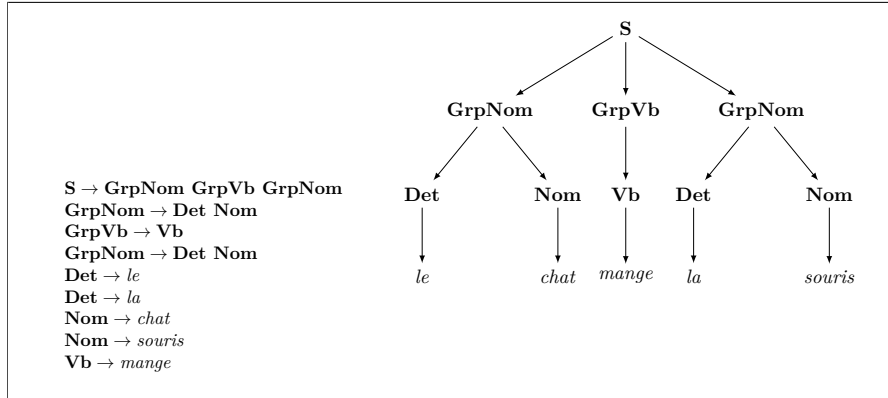 S
GrpNom GrpVb GrpNom
Det Nom Vb Det Nom
le chat mange la souris
S → GrpNom GrpVb GrpNom
GrpNom → Det Nom
GrpVb → Vb
GrpNom → Det Nom
Det → le
Det → la
Nom → chat
Nom → souris
Vb → mange